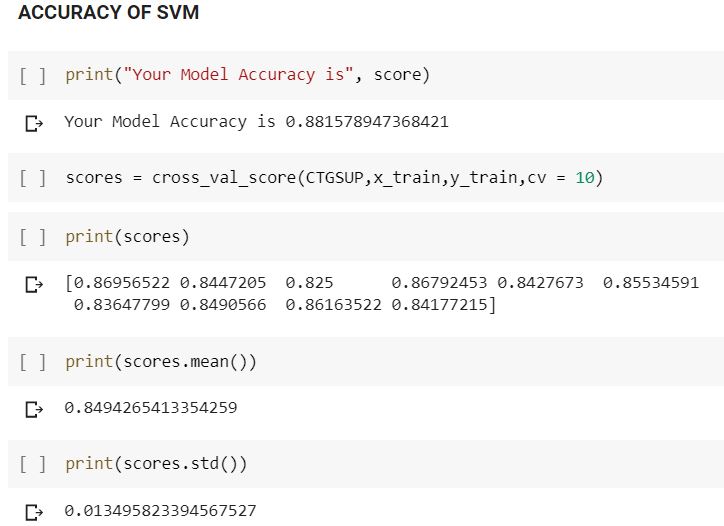 ACCURACY OF SVM
[ ] print("Your Model Accuracy is", score)
Your Model Accuracy is 0.881578947368421
[ ] scores = cross_val_score(CTGSUP,x_train,y_train,cv = 10)
[ ] print(scores)
[0.86956522 0.8447205  0.825      0.86792453 0.8427673  0.85534591
0.83647799 0.8490566  0.86163522 0.84177215]
[ ] print(scores.mean())
0.8494265413354259
[ ] print(scores.std())
0.013495823394567527